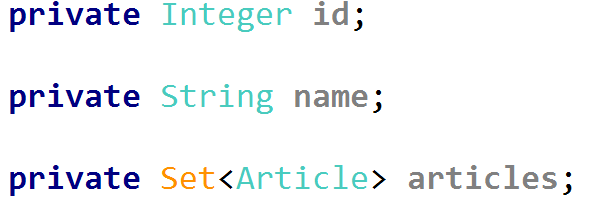 private Integer id;
private String name;
private Set<Article> articles;